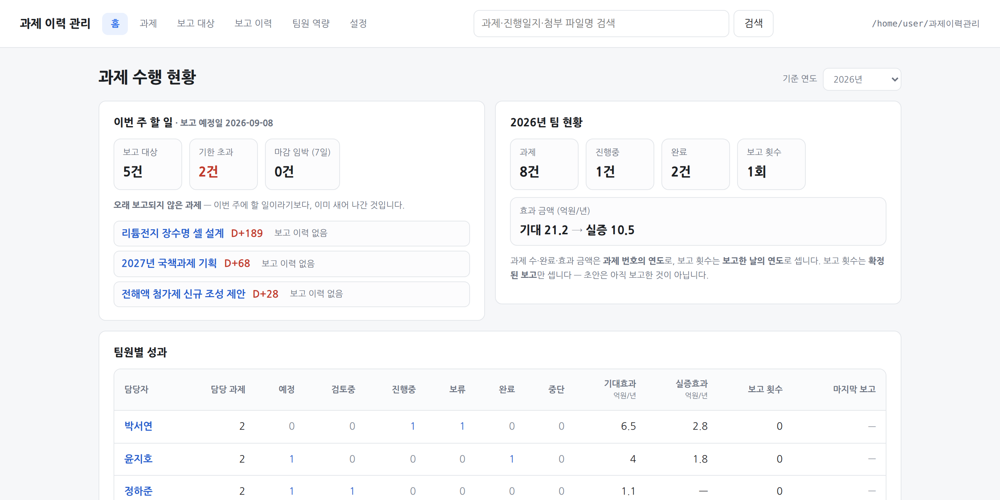 과제 이력 관리 홈 과제 보고 대상 보고 이력 팀원 역량 설정 과제·진행일지·첨부 파일명 검색 검색 /home/user/과제이력관리
과제 수행 현황
기준 연도 2026년
이번 주 할 일 · 보고 예정일 2026-09-08
보고 대상 기한 초과 마감 임박 (7일)
5건 2건 0건
오래 보고되지 않은 과제 — 이번 주에 할 일이라기보다, 이미 새어 나간 것입니다.
리튬전지 장수명 셀 설계 D+189 보고 이력 없음
2027년 국책과제 기획 D+68 보고 이력 없음
전해액 첨가제 신규 조성 제안 D+28 보고 이력 없음
2026년 팀 현황
과제 진행중 완료 보고 횟수
8건 1건 2건 1회
효과 금액 (억원/년)
기대 21.2 → 실증 10.5
과제 수·완료·효과 금액은 과제 번호의 연도로, 보고 횟수는 보고한 날의 연도로 셉니다. 보고 횟수는 확정
된 보고만 셉니다 — 초안은 아직 보고한 것이 아닙니다.
팀원별 성과
담당자 담당 과제 예정 검토중 진행중 보류 완료 중단 기대효과 실증효과 보고 횟수 마지막 보고
억원/년 억원/년
박서연 2 0 0 1 1 0 0 6.5 2.8 0 —
윤지호 2 1 0 0 0 1 0 4 1.8 0 —
정하준 2 1 1 0 0 0 0 1.1 — 0 —